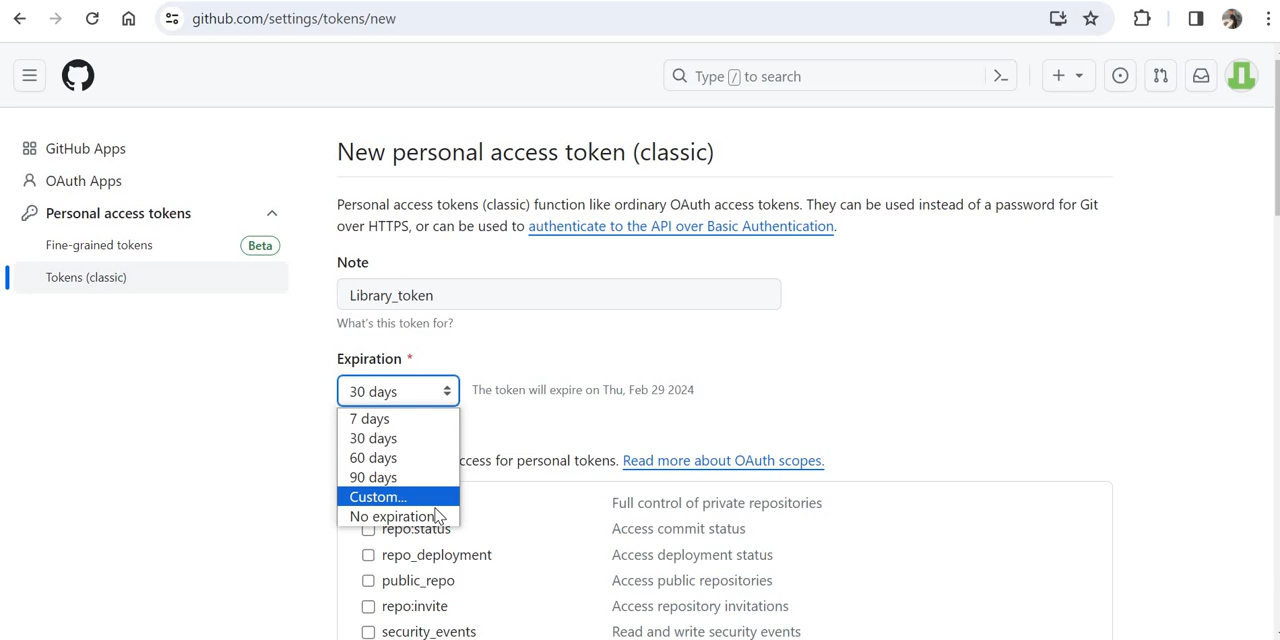 github.com/settings/tokens/new
Type / to search
GitHub Apps
OAuth Apps
Personal access tokens
Fine-grained tokens Beta
Tokens (classic)
New personal access token (classic)
Personal access tokens (classic) function like ordinary OAuth access tokens. They can be used instead of a password for Git
over HTTPS, or can be used to authenticate to the API over Basic Authentication.
Note
Library_token
What's this token for?
Expiration *
30 days The token will expire on Thu, Feb 29 2024
7 days
30 days
60 days
90 days
Custom...
No expiration
for personal tokens. Read more about OAuth scopes.
Full control of private repositories
repo:status Access commit status
repo_deployment Access deployment status
public_repo Access public repositories
repo:invite Access repository invitations
security_events Read and write security events